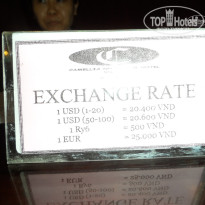 TOP Hotels
EXCHANGE RATE
1 USD (1-20) = 20.400 VND
1 USD (50-100) = 20.600 VND
1 Руб = 500 VND
1 EUR = 25.000 VND